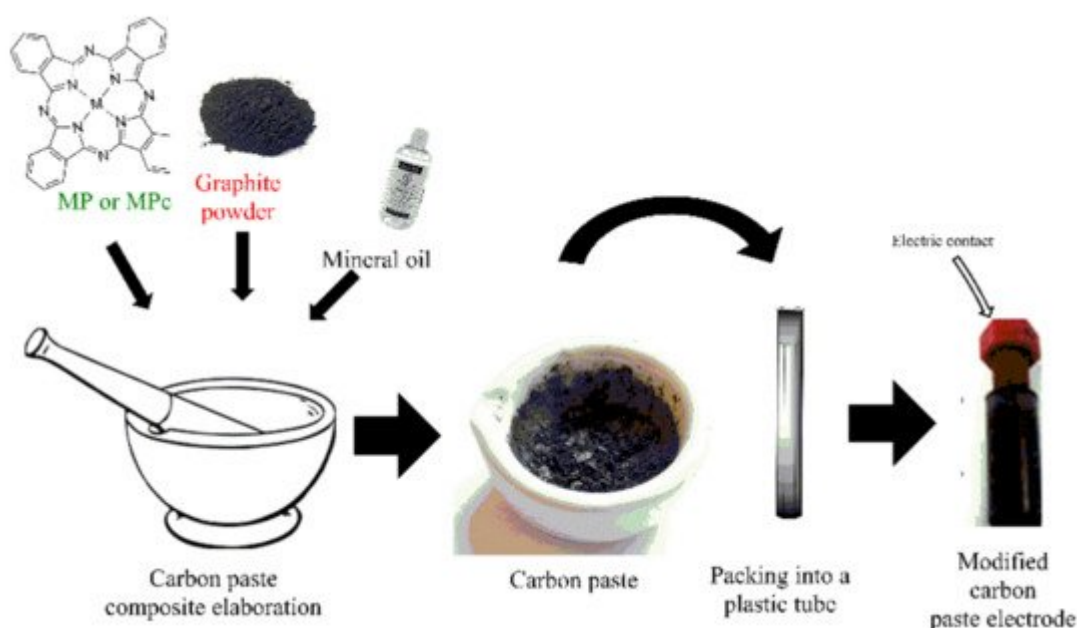 N
N
N
N
M
N
N
N
N
MP or MPc
Graphite
powder
Mineral oil
Electric contact
Carbon paste
composite elaboration
Carbon paste
Packing into a
plastic tube
Modified
carbon
paste electrode